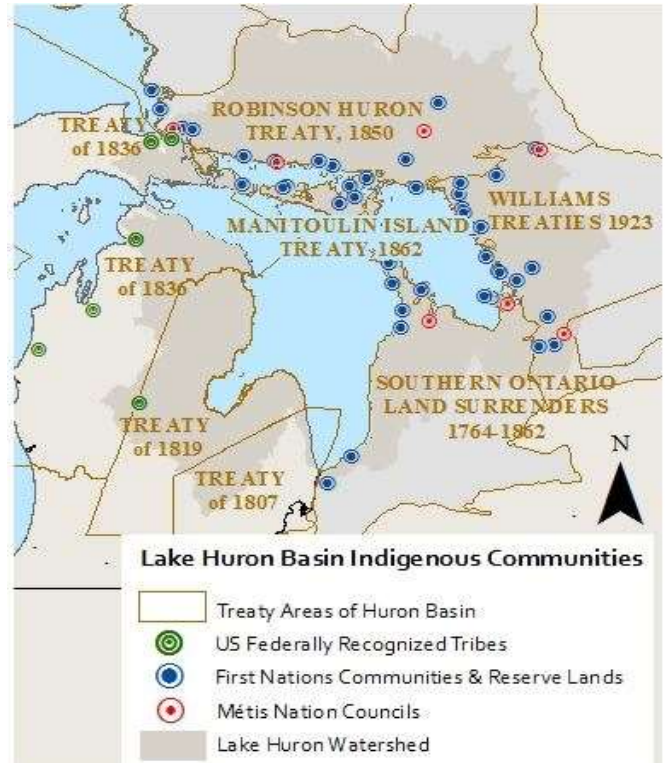 ROBINSON HURON
TREATY, 1850
TREATY
of 1836
WILLIAMS
TREATIES 1923
MANITOULIN ISLAND
TREATY, 1862
TREATY
of 1836
SOUTHERN ONTARIO
LAND SURRENDERS
1764-1862
TREATY
of 1819
TREATY
of 1807
N
Lake Huron Basin Indigenous Communities
Treaty Areas of Huron Basin
US Federally Recognized Tribes
First Nations Communities & Reserve Lands
Métis Nation Councils
Lake Huron Watershed